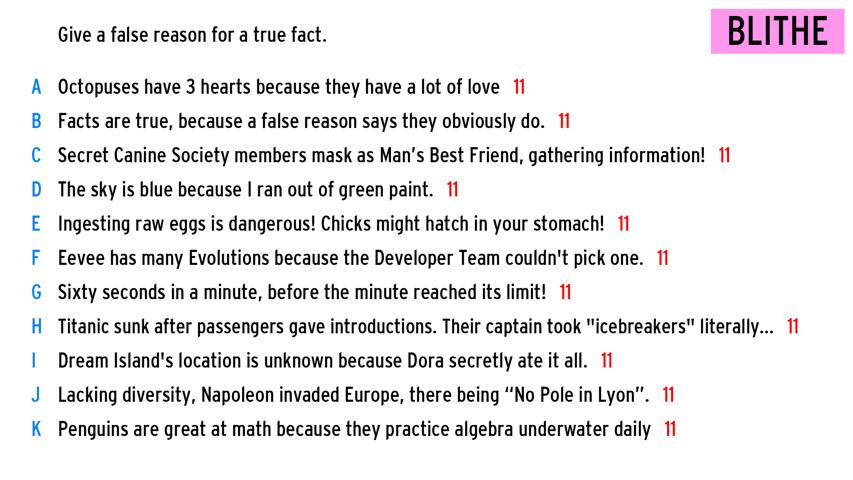 Give a false reason for a true fact.
BLITHE
A Octopuses have 3 hearts because they have a lot of love 11
B Facts are true, because a false reason says they obviously do. 11
C Secret Canine Society members mask as Man's Best Friend, gathering information! 11
D The sky is blue because I ran out of green paint. 11
E Ingesting raw eggs is dangerous! Chicks might hatch in your stomach! 11
F Eevee has many Evolutions because the Developer Team couldn't pick one. 11
G Sixty seconds in a minute, before the minute reached its limit! 11
H Titanic sunk after passengers gave introductions. Their captain took "icebreakers" literally... 11
I Dream Island's location is unknown because Dora secretly ate it all. 11
J Lacking diversity, Napoleon invaded Europe, there being “No Pole in Lyon”. 11
K Penguins are great at math because they practice algebra underwater daily 11